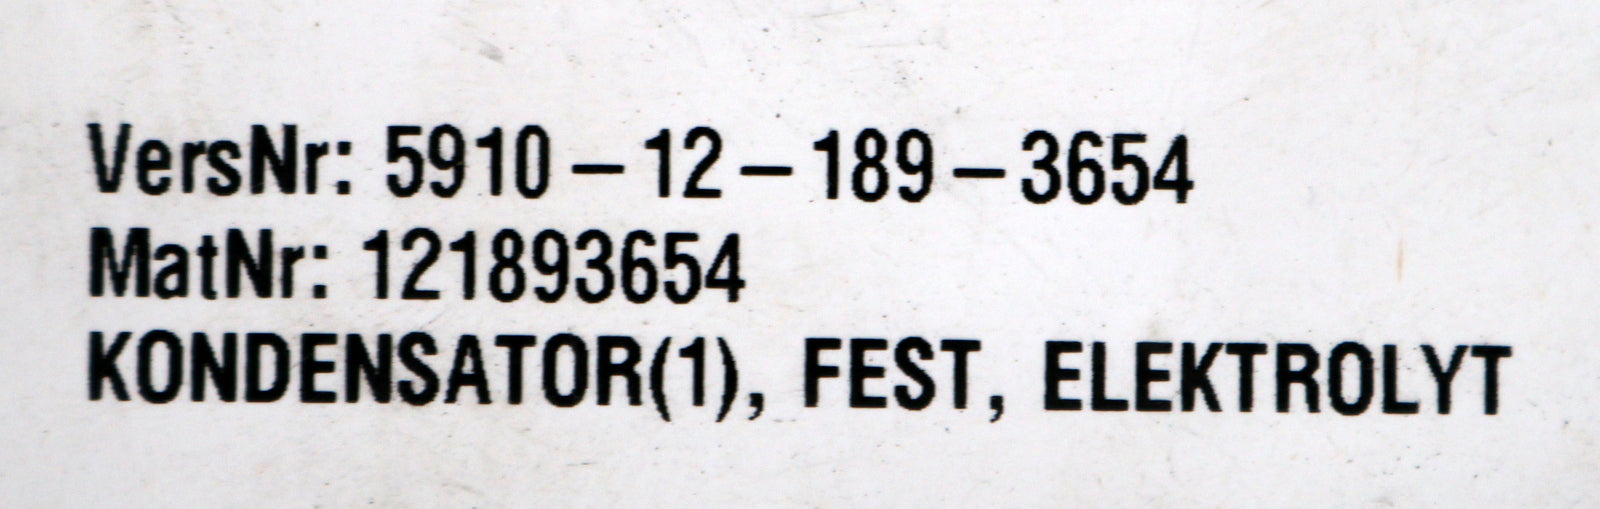 VersNr: 5910-12-189-3654
MatNr: 121893654
KONDENSATOR(1), FEST, ELEKTROLYT